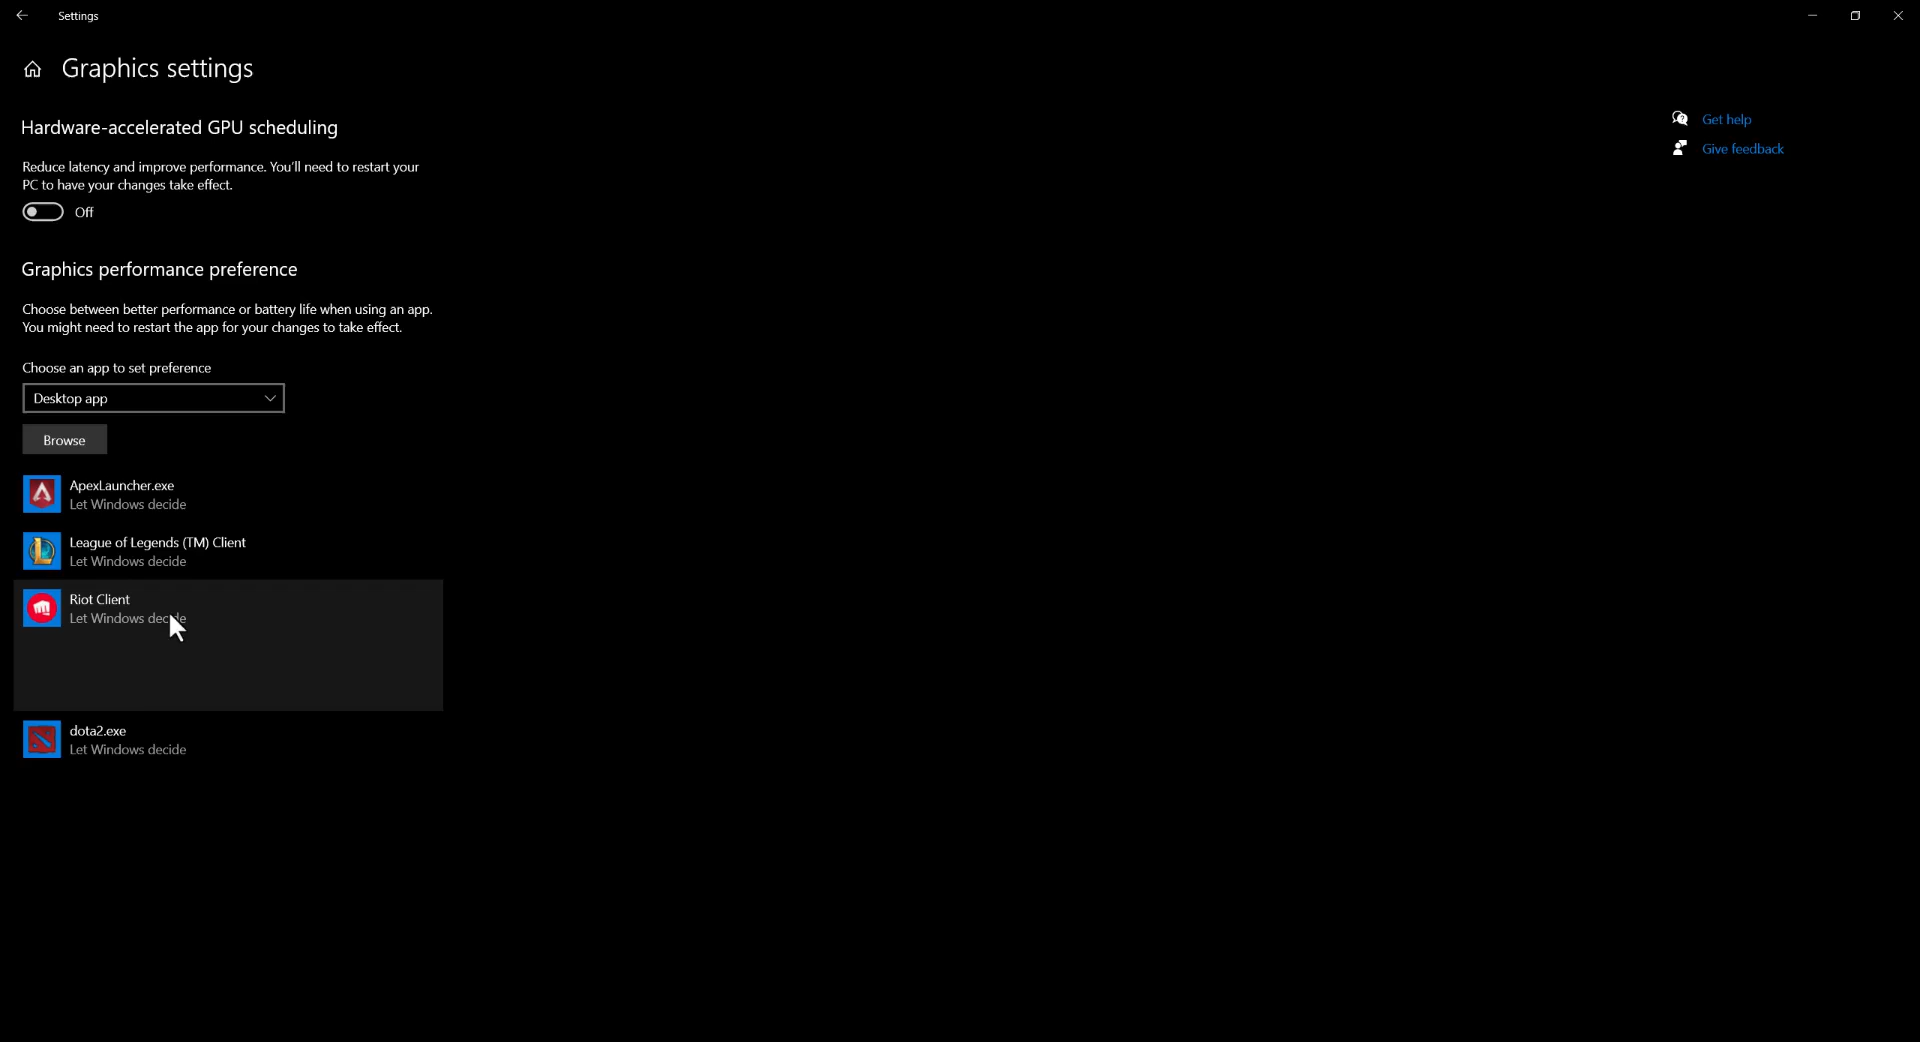 Settings
Graphics settings
Hardware-accelerated GPU scheduling
Get help
Give feedback
Reduce latency and improve performance. You'll need to restart your
PC to have your changes take effect.
Off
Graphics performance preference
Choose between better performance or battery life when using an app.
You might need to restart the app for your changes to take effect.
Choose an app to set preference
Desktop app
Browse
ApexLauncher.exe
Let Windows decide
League of Legends (TM) Client
Let Windows decide
Riot Client
Let Windows decide
dota2.exe
Let Windows decide